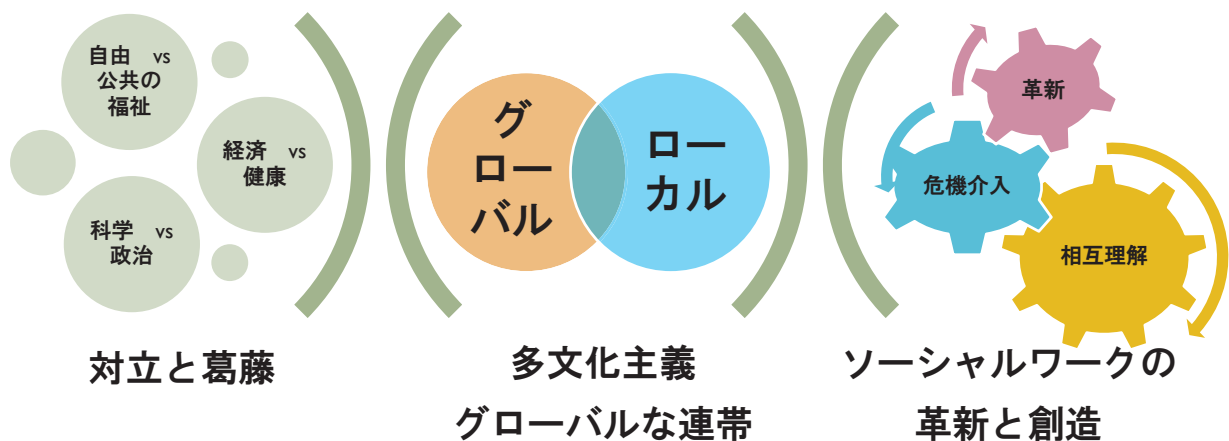 自由 vs
公共の
福祉
経済 vs
健康
科学 vs
政治
対立と葛藤
グ
ロー
バル
ロー
カル
多文化主義
グローバルな連帯
革新
危機介入
相互理解
ソーシャルワークの
革新と創造